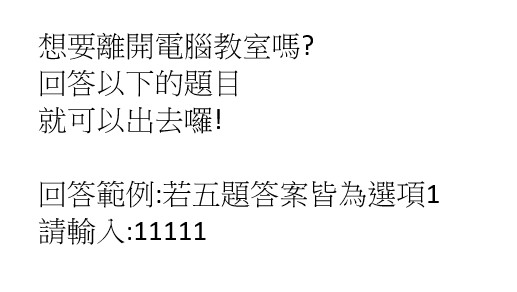 想要離開電腦教室嗎?
回答以下的題目
就可以出去囉!
回答範例:若五題答案皆為選項1
請輸入:11111